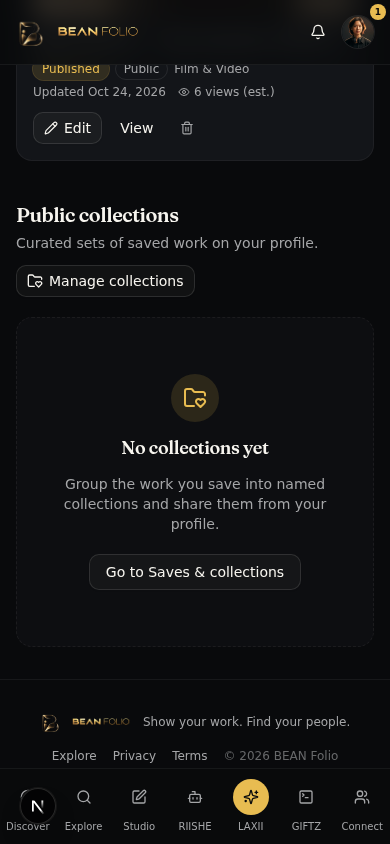 BEAN FOLIO
1
Published Public Film & Video
Updated Oct 24, 2026 6 views (est.)
Edit View
Public collections
Curated sets of saved work on your profile.
Manage collections
No collections yet
Group the work you save into named
collections and share them from your
profile.
Go to Saves & collections
BEAN FOLIO Show your work. Find your people.
Explore Privacy Terms © 2026 BEAN Folio
N
Discover Explore Studio RIISHE LAXII GIFTZ Connect